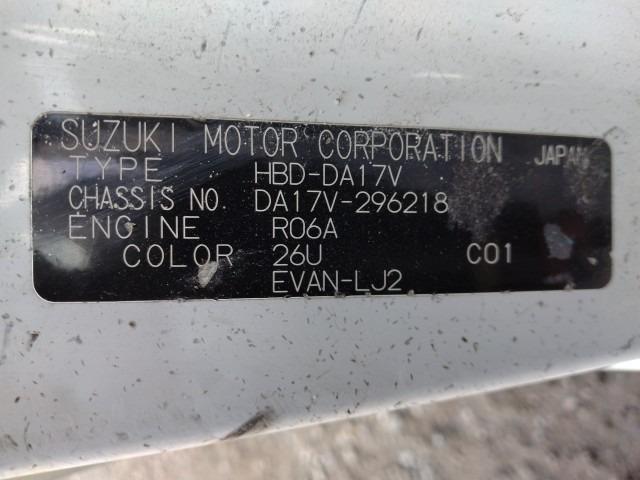 SUZUKI MOTOR CORPORATION JAPAN
TYPE HBD-DA17V
CHASSIS NO. DA17V-296218
ENGINE R06A
COLOR 26U C01
EVAN-LJ2